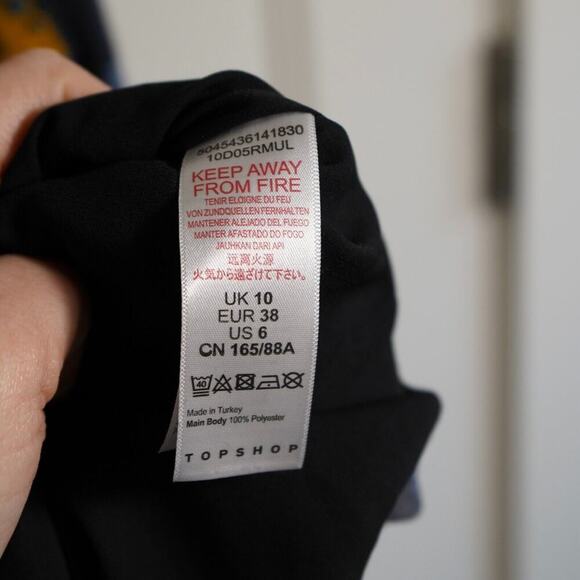 5045436141830
10D05RMUL
KEEP AWAY
FROM FIRE
TENIR ELOIGNE DU FEU
VON ZUNDQUELLEN FERNHALTEN
MANTENER ALEJADO DEL FUEGO
MANTER AFASTADO DO FOGO
JAUHKAN DARI API
远离火源
火気から遠ざけて下さい。
UK 10
EUR 38
US 6
CN 165/88A
40
Made in Turkey
Main Body 100% Polyester
TOPSHOP